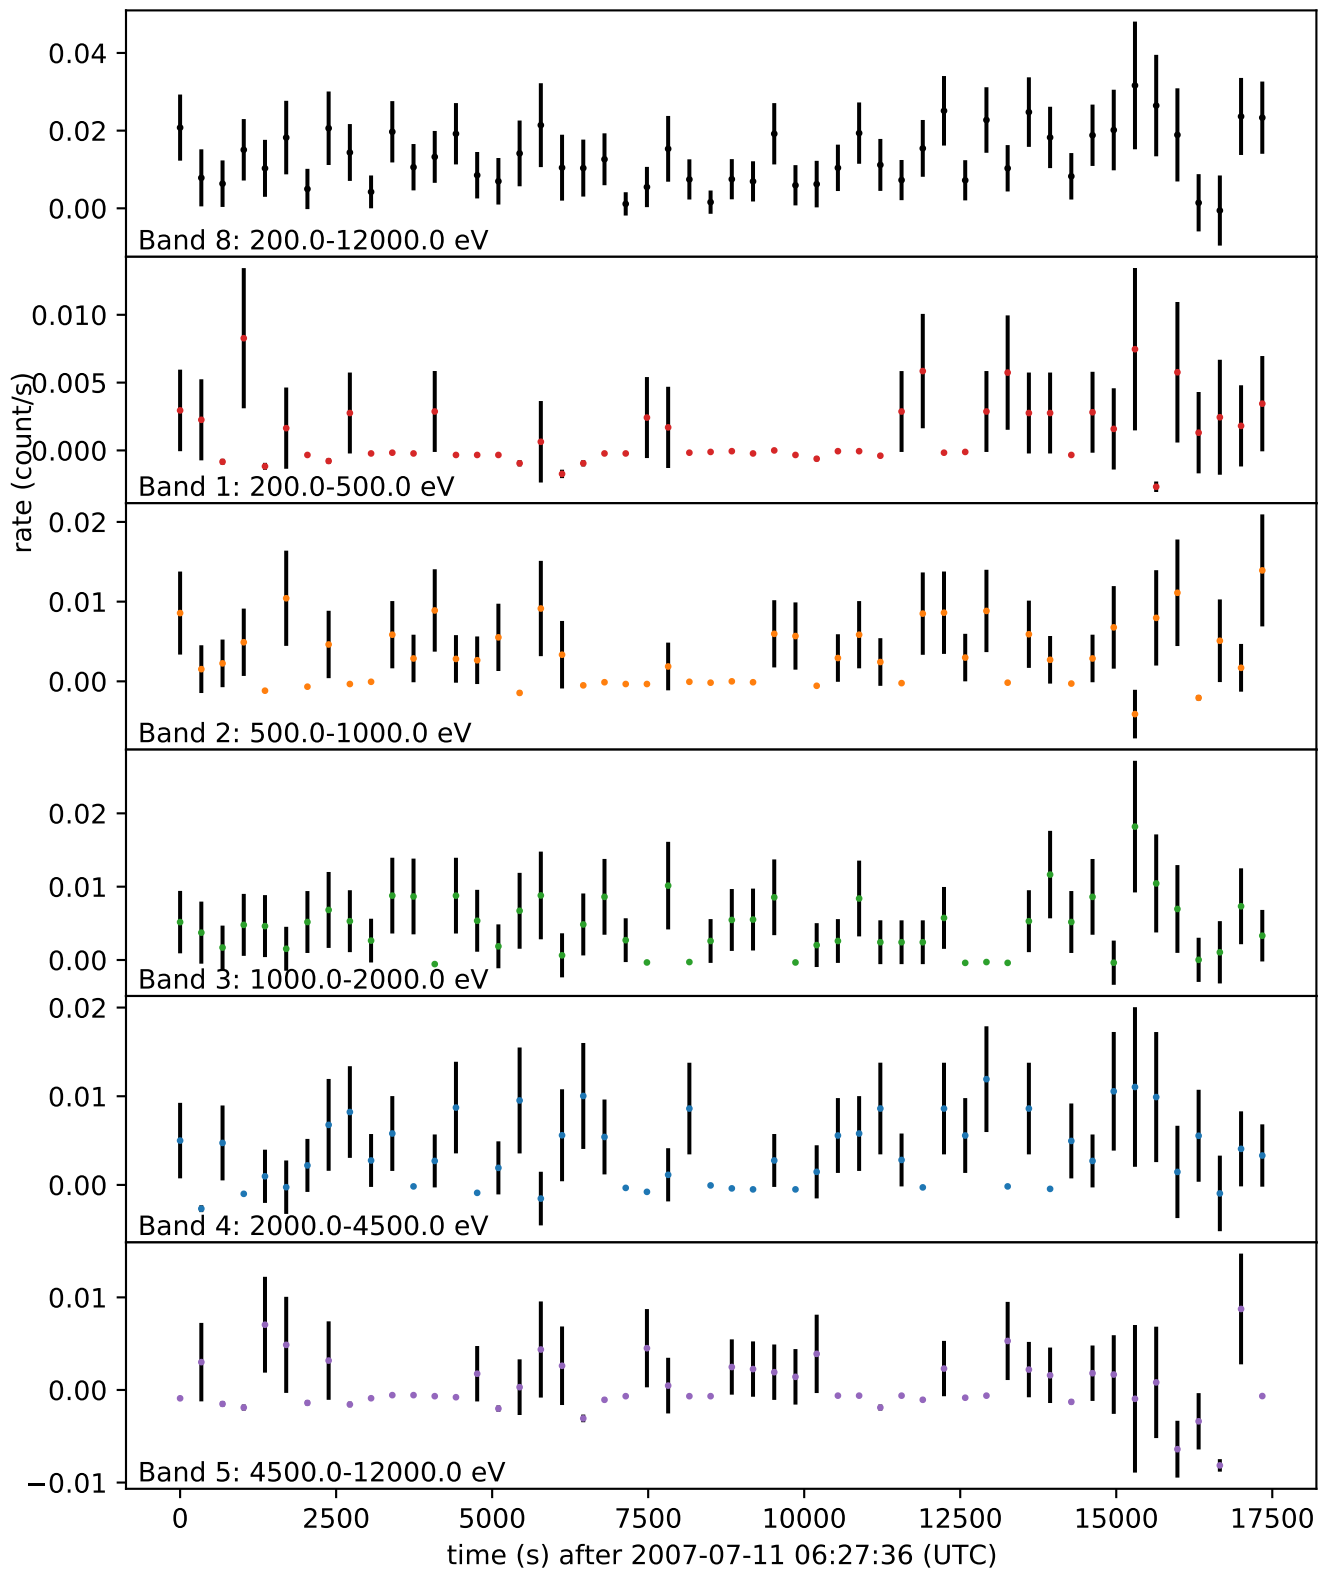 0.04
0.02
0.00
Band 8: 200.0-12000.0 eV
0.010
0.005
0.000
Band 1: 200.0-500.0 eV
rate (count/s)
0.02
0.01
0.00
Band 2: 500.0-1000.0 eV
0.02
0.01
0.00
Band 3: 1000.0-2000.0 eV
0.02
0.01
0.00
Band 4: 2000.0-4500.0 eV
0.01
0.00
−0.01
Band 5: 4500.0-12000.0 eV
0 2500 5000 7500 10000 12500 15000 17500
time (s) after 2007-07-11 06:27:36 (UTC)